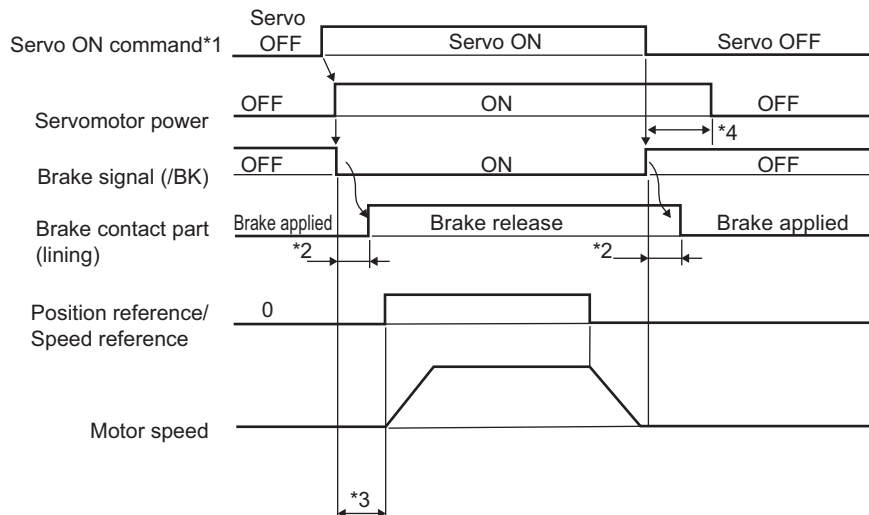 Servo
OFF
Servo ON command*1
Servo ON
Servo OFF
Servomotor power
OFF
ON
OFF
*4
Brake signal (/BK)
OFF
ON
OFF
Brake contact part
(lining)
Brake applied
Brake release
Brake applied
*2
*2
Position reference/
Speed reference
0
Motor speed
*3